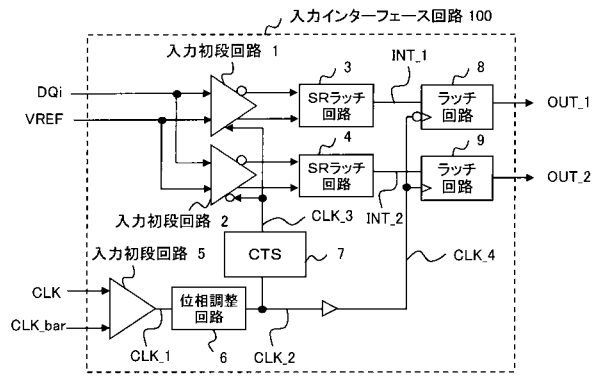 入力インターフェース回路 100
入力初段回路 1
DQi
VREF
3
SRラッチ
回路
INT_1
8
ラッチ
回路
OUT_1
4
SRラッチ
回路
INT_2
9
ラッチ
回路
OUT_2
入力初段回路 2
CLK_3
CTS
7
CLK_4
入力初段回路 5
CLK
CLK_bar
CLK_1
位相調整
回路
6
CLK_2